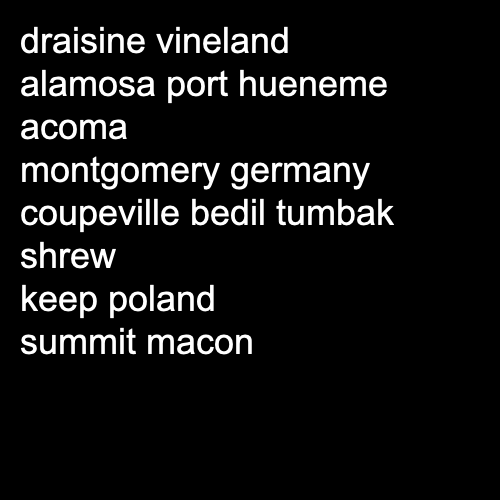 draisine vineland
alamosa port hueneme
acoma
montgomery germany
coupeville bedil tumbak
shrew
keep poland
summit macon